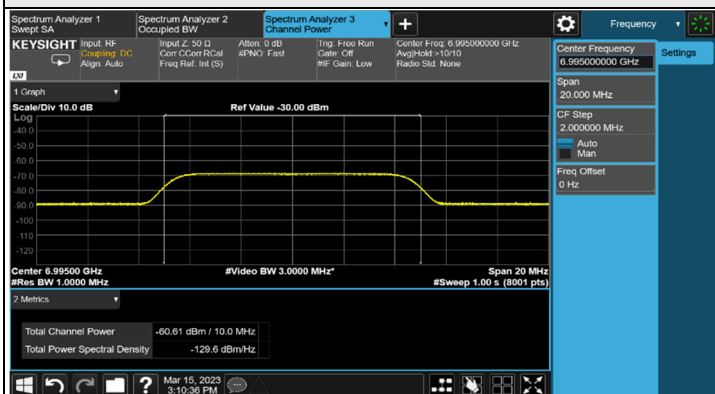 Spectrum Analyzer 1
Swept SA
Spectrum Analyzer 2
Occupied BW
Spectrum Analyzer 3
Channel Power
+
Frequency
KEYSIGHT
Input: RF
Coupling: DC
Align: Auto
Input Z: 50 Ω
Corr CCorr RCal
Freq Ref: Int (S)
Atten: 0 dB
#PNO: Fast
Trig: Free Run
Gate: Off
#IF Gain: Low
Center Freq: 6.995000000 GHz
Avg|Hold:>10/10
Radio Std: None
LXI
Center Frequency
6.995000000 GHz
Settings
Span
20.000 MHz
CF Step
2.000000 MHz
Auto
Man
Freq Offset
0 Hz
1 Graph
Scale/Div 10.0 dB
Ref Value -30.00 dBm
Log
-40.0
-50.0
-60.0
-70.0
-80.0
-90.0
-100
-110
-120
Center 6.99500 GHz
#Video BW 3.0000 MHz*
Span 20 MHz
#Res BW 1.0000 MHz
#Sweep 1.00 s (8001 pts)
2 Metrics
Total Channel Power -60.61 dBm / 10.0 MHz
Total Power Spectral Density -129.6 dBm/Hz
?
Mar 15, 2023
3:10:36 PM